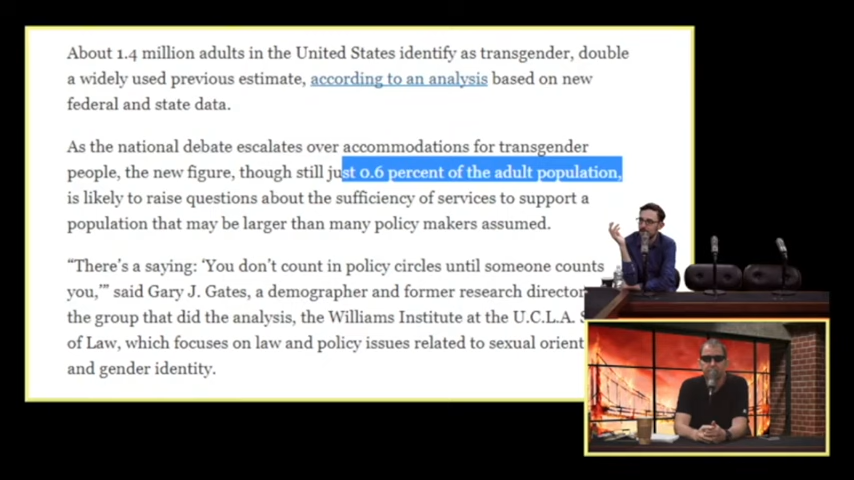 About 1.4 million adults in the United States identify as transgender, double
a widely used previous estimate, according to an analysis based on new
federal and state data.
As the national debate escalates over accommodations for transgender
people, the new figure, though still just 0.6 percent of the adult population,
is likely to raise questions about the sufficiency of services to support a
population that may be larger than many policy makers assumed.
“There’s a saying: ‘You don’t count in policy circles until someone counts
you,’” said Gary J. Gates, a demographer and former research director
the group that did the analysis, the Williams Institute at the U.C.L.A. S
of Law, which focuses on law and policy issues related to sexual orient
and gender identity.